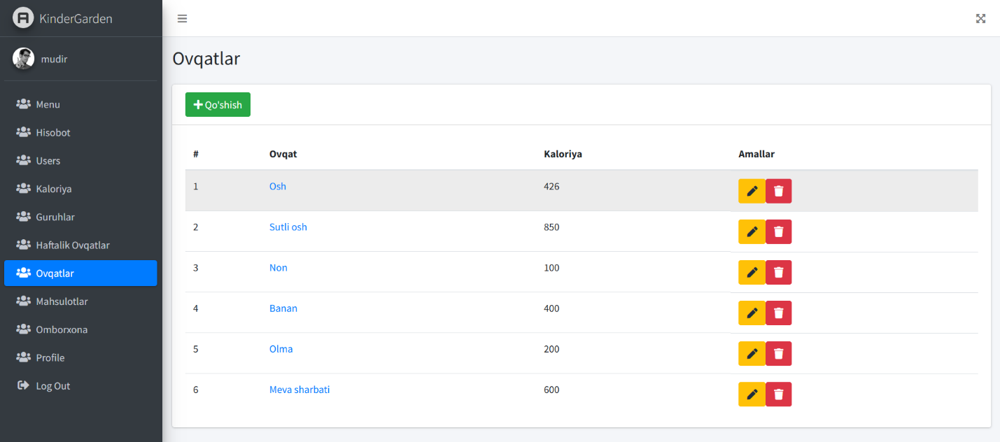 KinderGarden
mudir
Menu
Hisobot
Users
Kaloriya
Guruhlar
Haftalik Ovqatlar
Ovqatlar
Mahsulotlar
Omborxona
Profile
Log Out
Ovqatlar
Qo'shish
# Ovqat Kaloriya Amallar
1 Osh 426
2 Sutli osh 850
3 Non 100
4 Banan 400
5 Olma 200
6 Meva sharbati 600